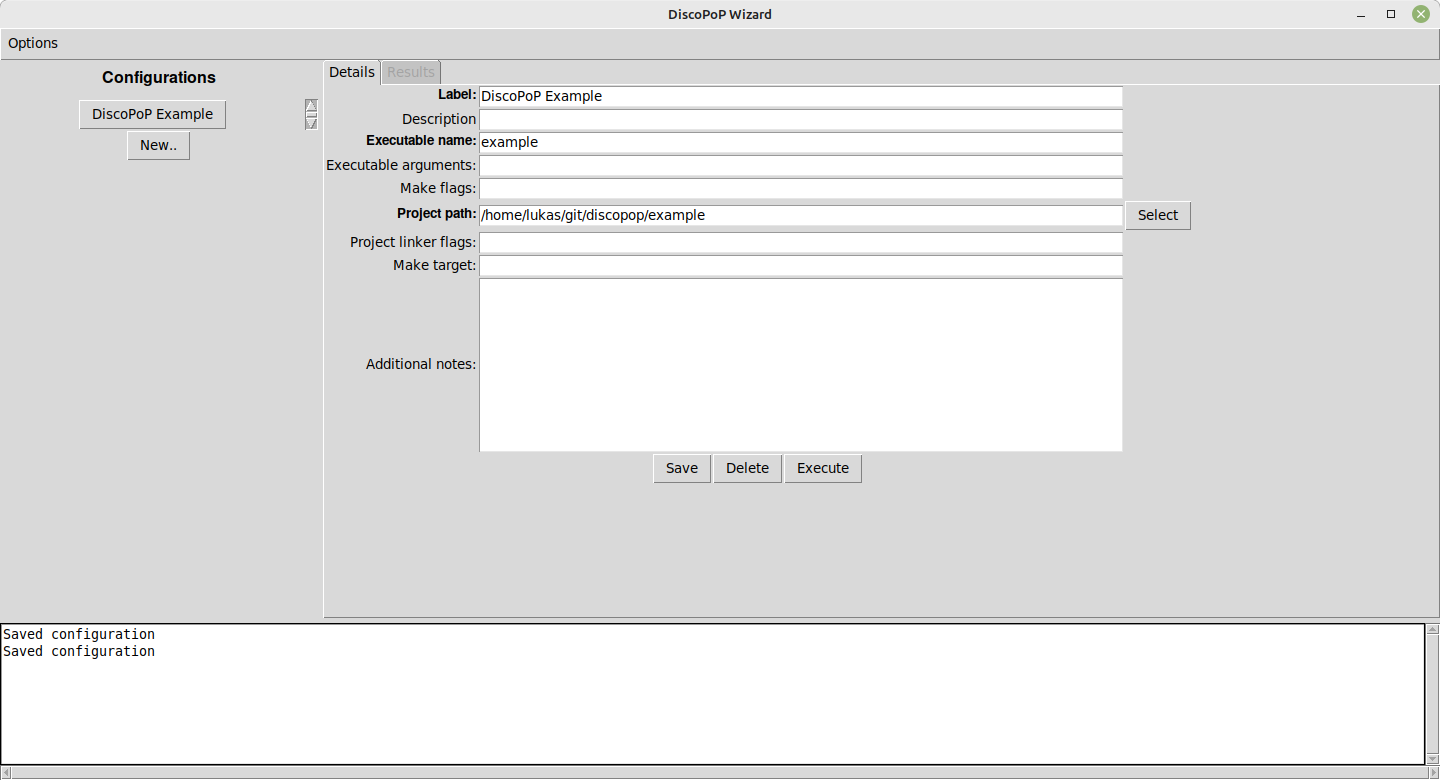 DiscoPoP Wizard
Options
Configurations
DiscoPoP Example
New..
Details Results
Label: DiscoPoP Example
Description
Executable name: example
Executable arguments:
Make flags:
Project path: /home/lukas/git/discopop/example Select
Project linker flags:
Make target:
Additional notes:
Save Delete Execute
Saved configuration
Saved configuration